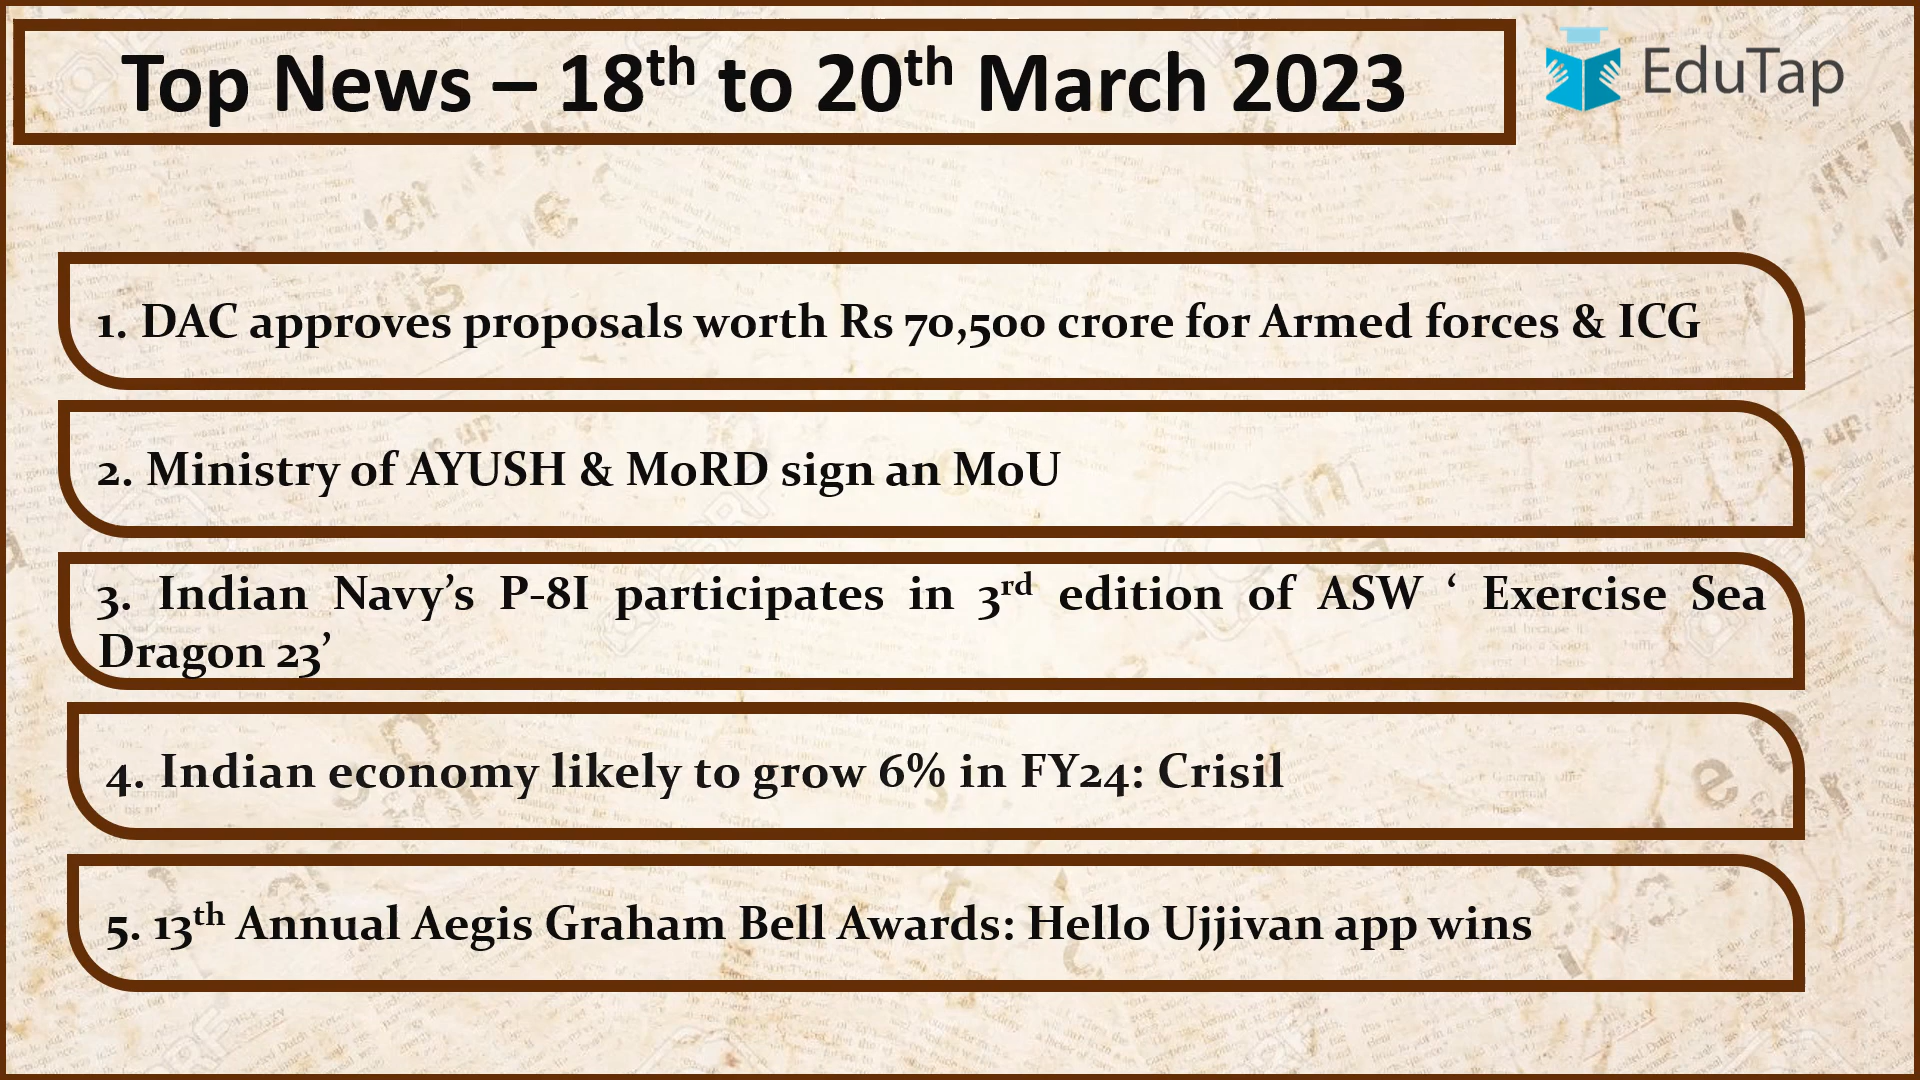 Top News – 18th to 20th March 2023
EduTap
1. DAC approves proposals worth Rs 70,500 crore for Armed forces & ICG
2. Ministry of AYUSH & MoRD sign an MoU
3. Indian Navy’s P-8I participates in 3rd edition of ASW ‘ Exercise Sea
Dragon 23’
4. Indian economy likely to grow 6% in FY24: Crisil
5. 13th Annual Aegis Graham Bell Awards: Hello Ujjivan app wins